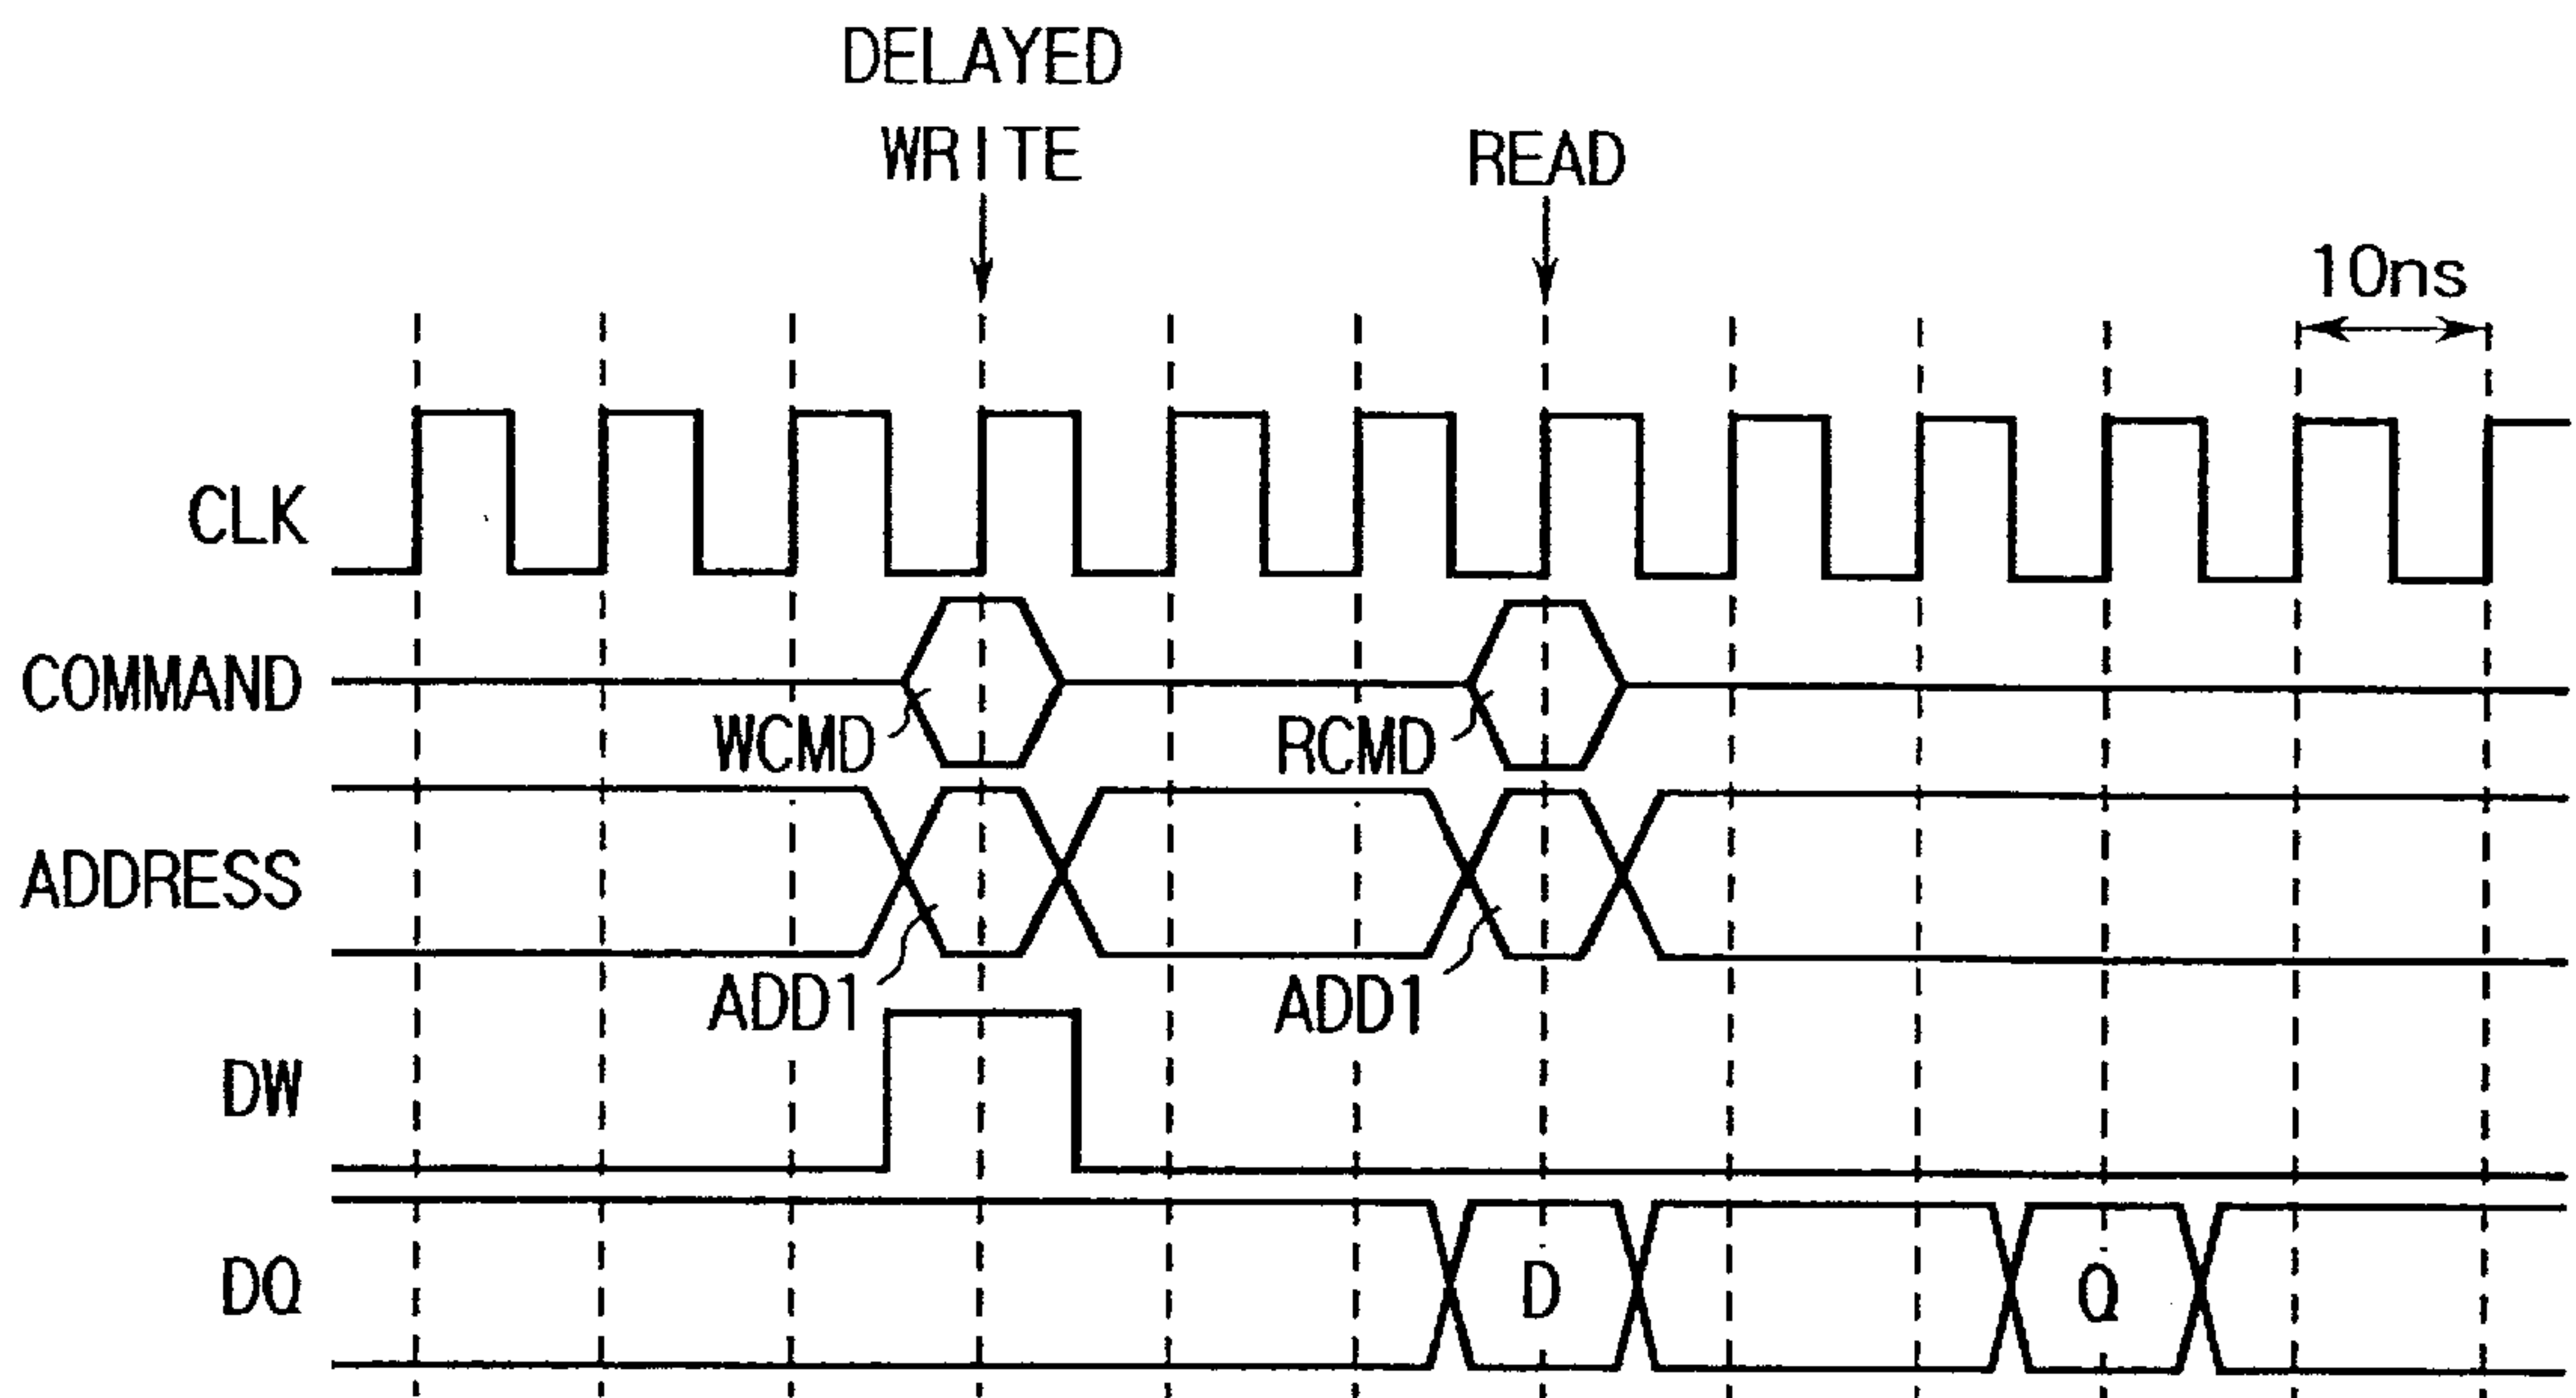 DELAYED
WRITE
READ
10ns
CLK
COMMAND
WCMD
RCMD
ADDRESS
ADD1
ADD1
DW
DQ
D
Q